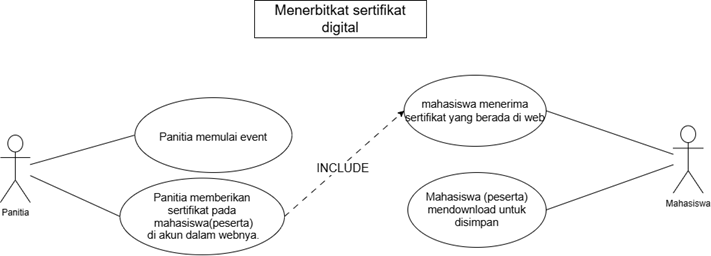 Menerbitkat sertifikat
digital
Panitia memulai event
Panitia memberikan
sertifikat pada
mahasiswa(peserta)
di akun dalam webnya.
Panitia
INCLUDE
mahasiswa menerima
sertifikat yang berada di web
Mahasiswa (peserta)
mendownload untuk
disimpan
Mahasiswa